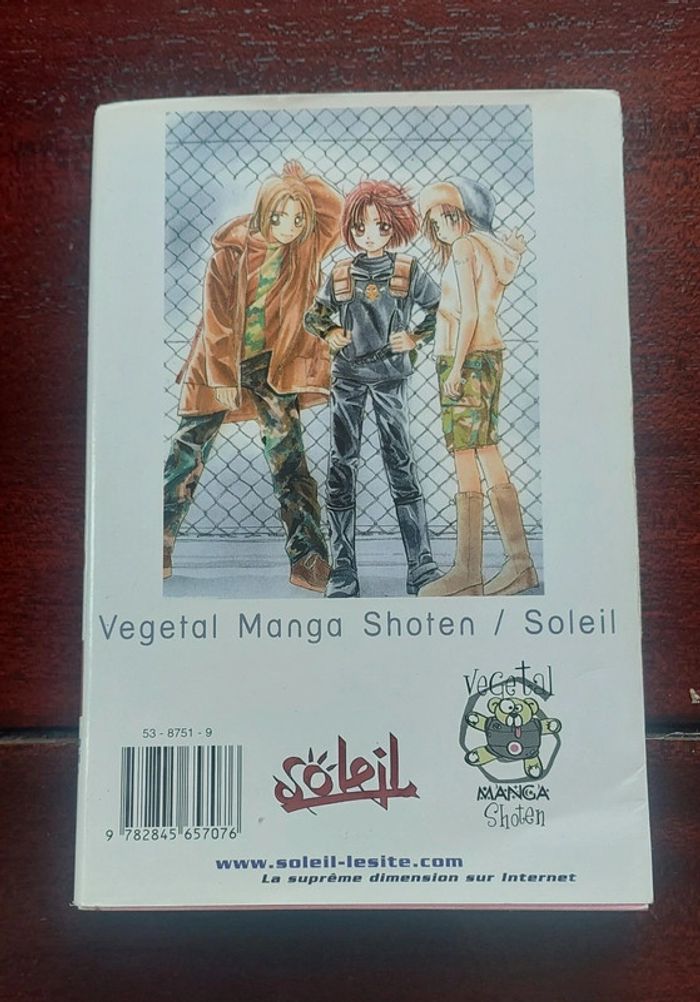 Vegetal Manga Shoten / Soleil
53 - 8751 - 9
9 782845 657076
soleil
Vegetal
MANGA
Shoten
www.soleil-lesite.com
La suprême dimension sur Internet